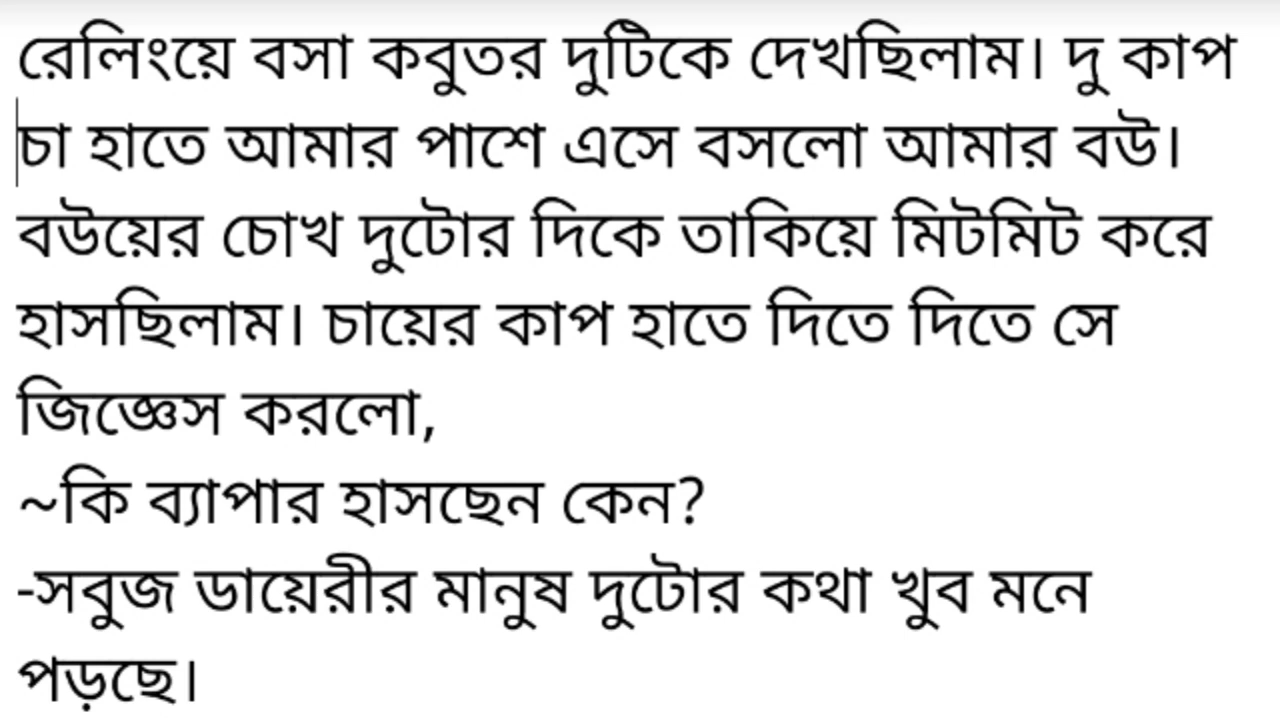 রেলিংয়ে বসা কবুতর দুটিকে দেখছিলাম। দু কাপ
চা হাতে আমার পাশে এসে বসলো আমার বউ।
বউয়ের চোখ দুটোর দিকে তাকিয়ে মিটমিট করে
হাসছিলাম। চায়ের কাপ হাতে দিতে দিতে সে
জিজ্ঞেস করলো,
~কি ব্যাপার হাসছেন কেন?
-সবুজ ডায়েরীর মানুষ দুটোর কথা খুব মনে
পড়ছে।